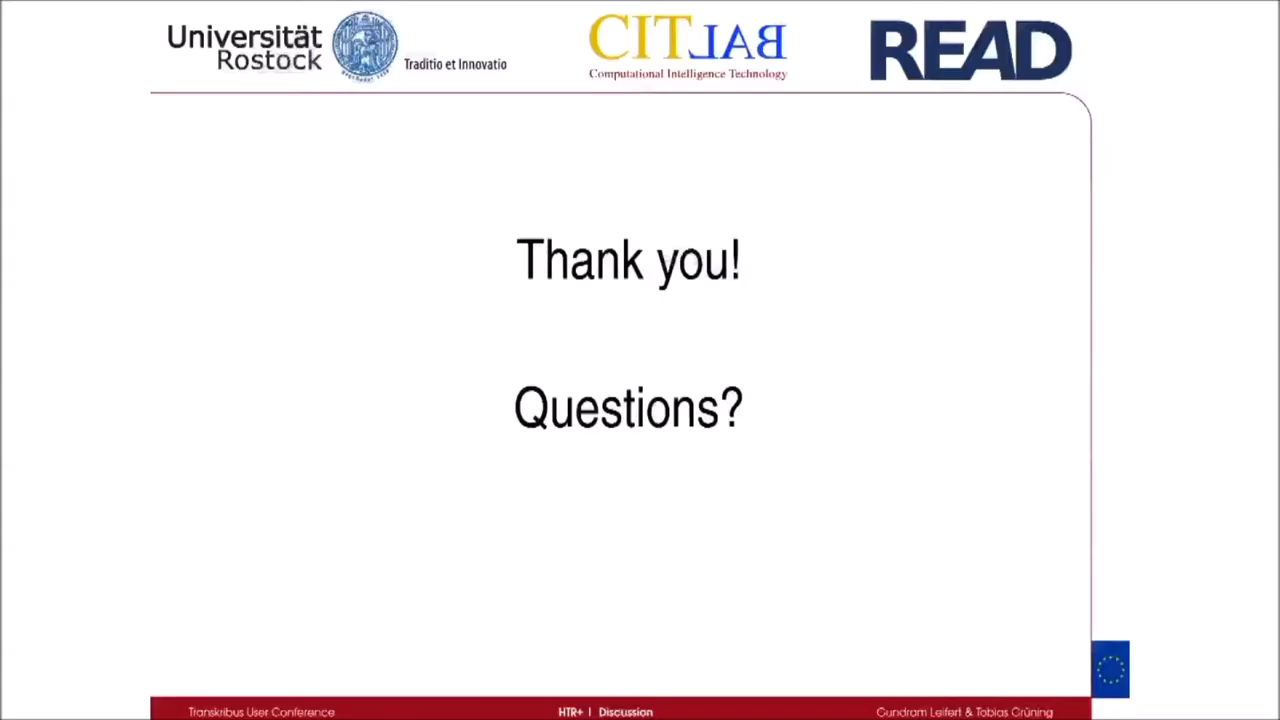 Universität
Rostock
Traditio et Innovatio
CITLAB
Computational Intelligence Technology
READ
Thank you!
Questions?
Transkribus User Conference
HTR+ | Discussion
Gundram Leifert & Tobias Grüning